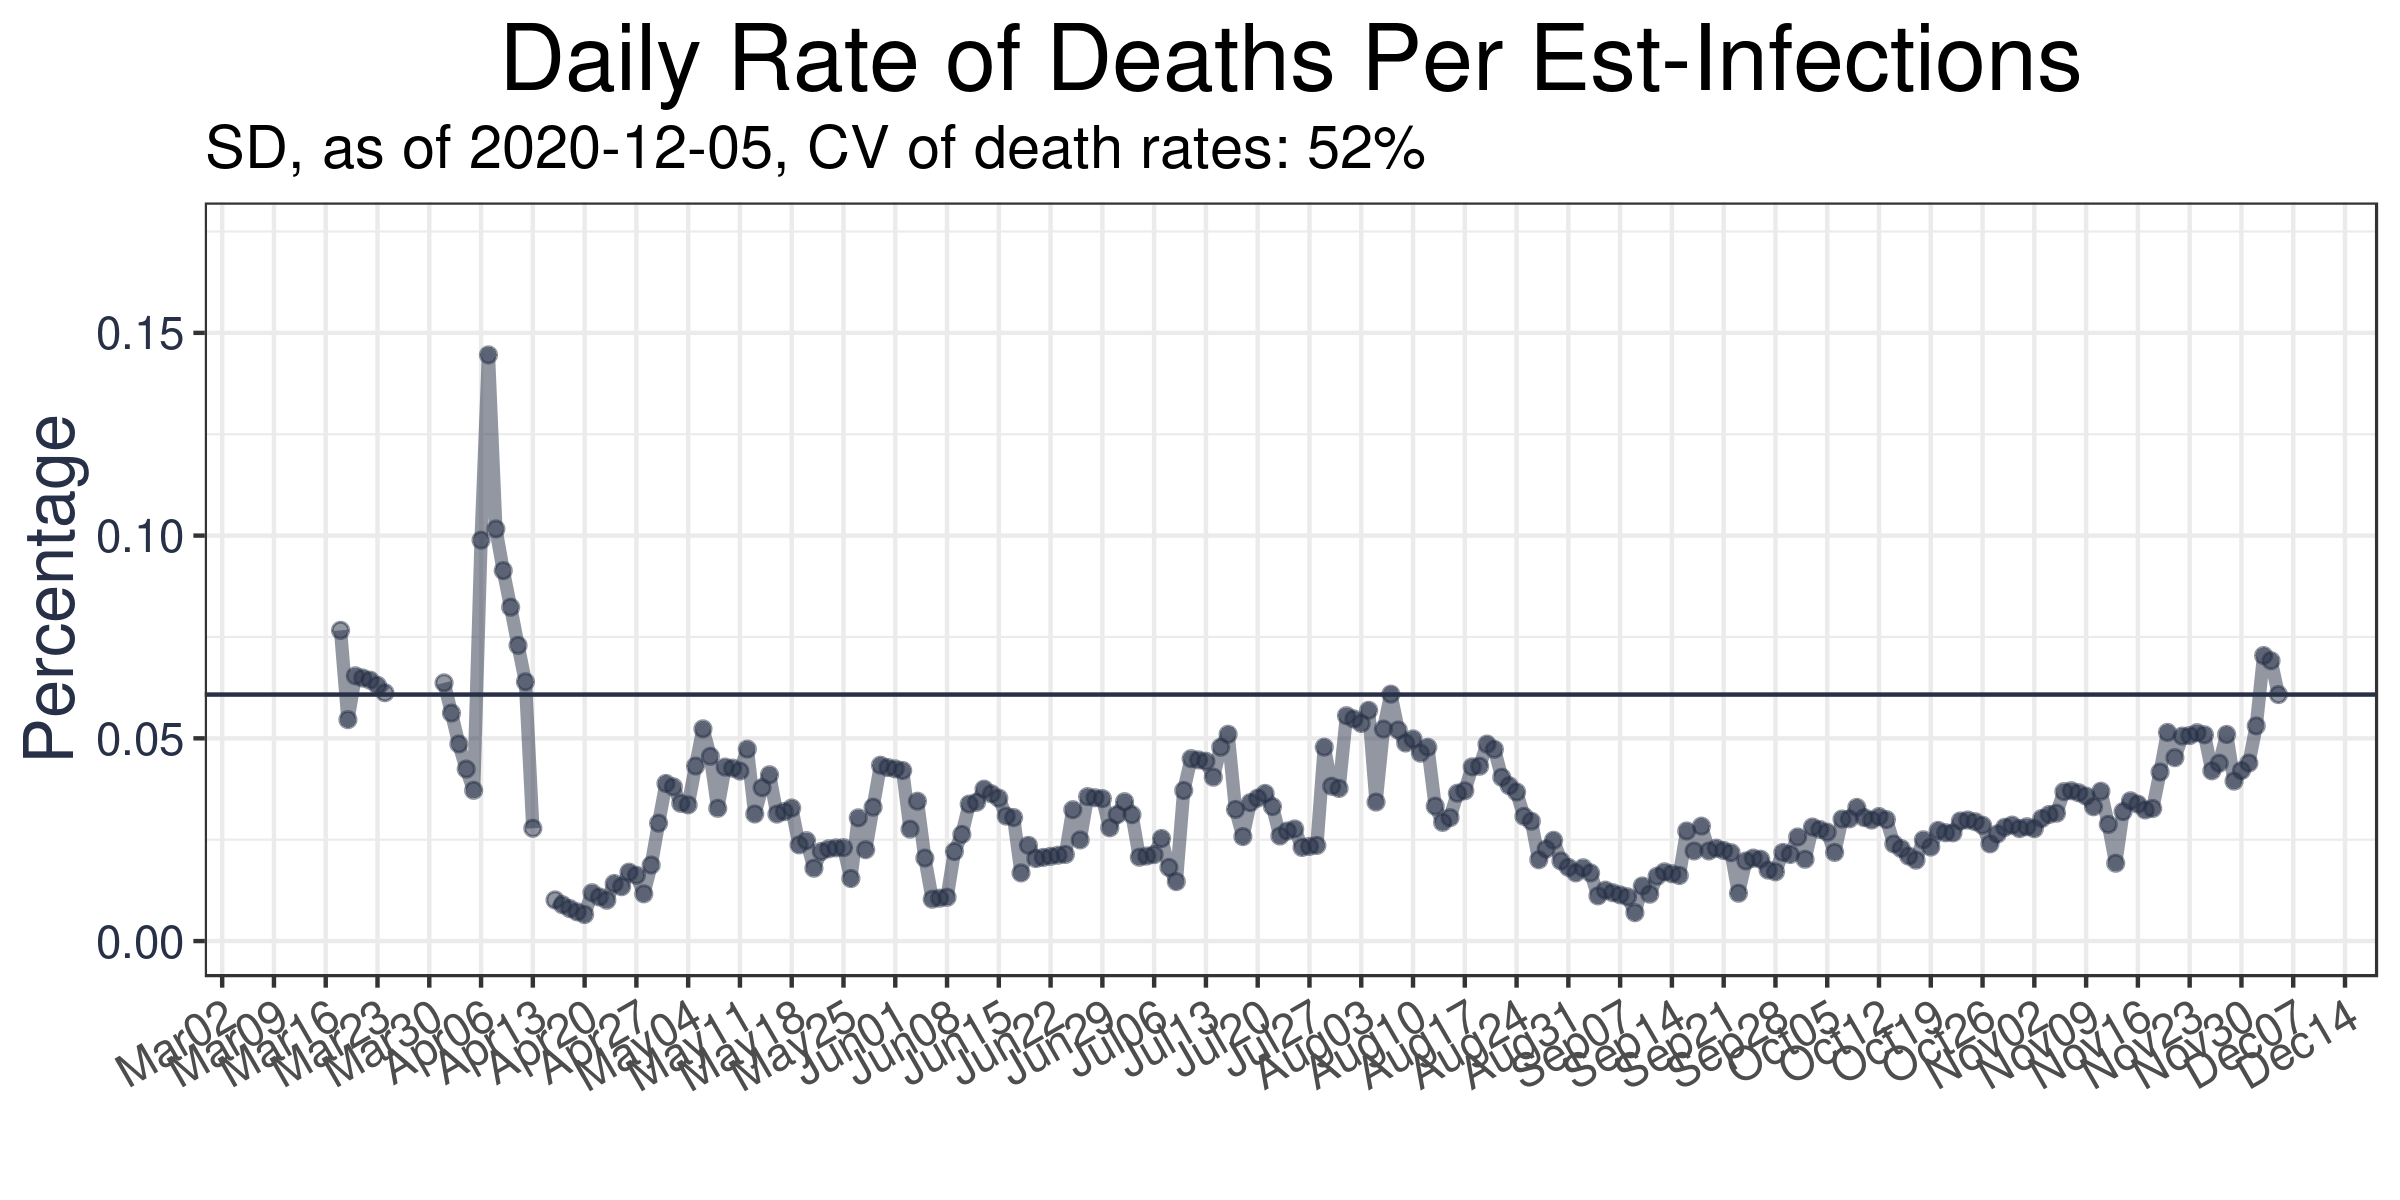 Daily Rate of Deaths Per Est-Infections
SD, as of 2020-12-05, CV of death rates: 52%
Percentage
0.15
0.10
0.05
0.00
Mar02
Mar09
Mar16
Mar23
Mar30
Apr06
Apr13
Apr20
Apr27
May04
May11
May18
May25
Jun01
Jun08
Jun15
Jun22
Jun29
Jul06
Jul13
Jul20
Jul27
Aug03
Aug10
Aug17
Aug24
Aug31
Sep07
Sep14
Sep21
Sep28
Oct05
Oct12
Oct19
Oct26
Nov02
Nov09
Nov16
Nov23
Nov30
Dec07
Dec14